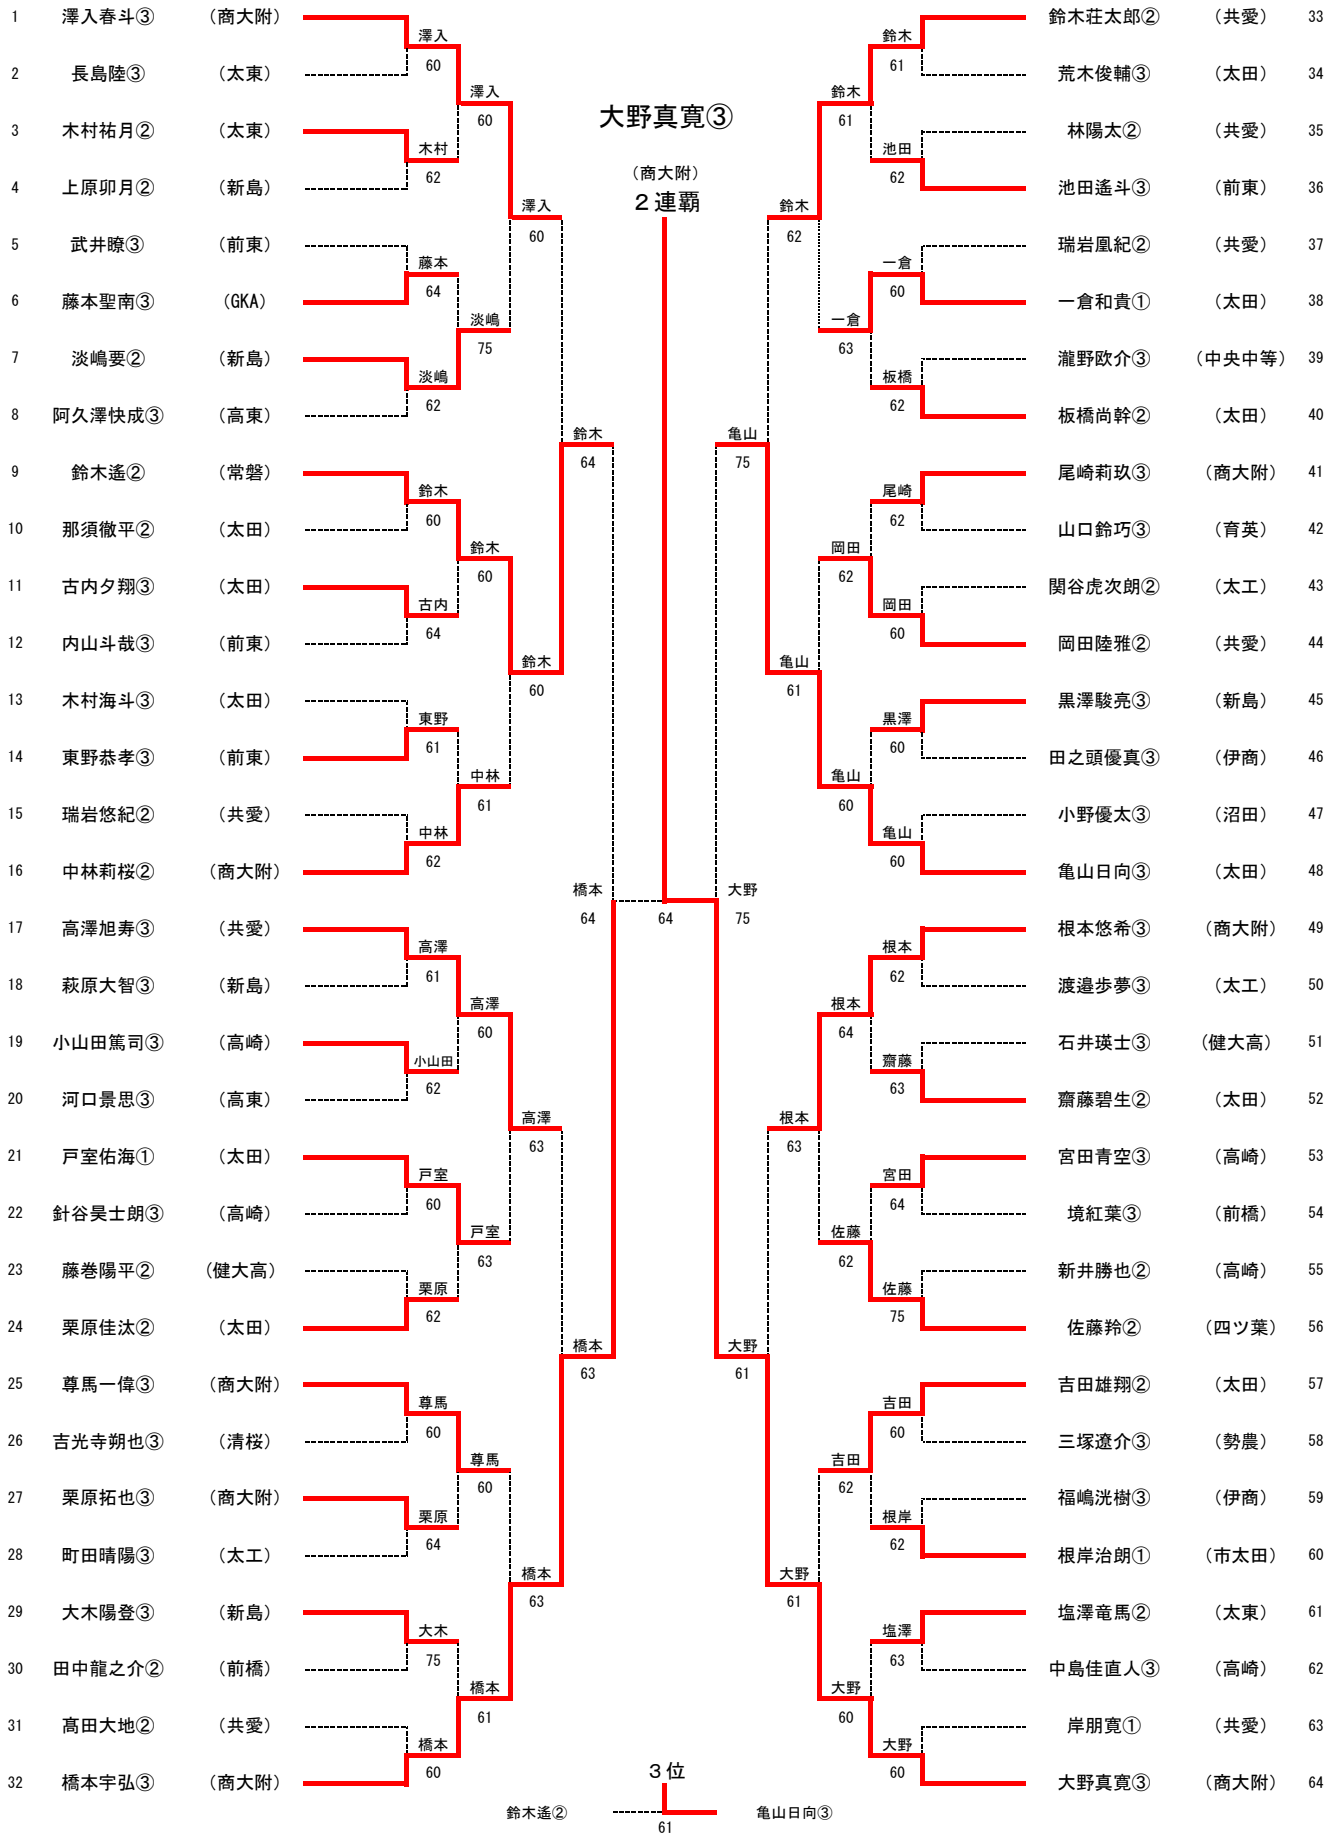 大野真寛③
(商大附)
２連覇
1 澤入春斗③ (商大附)
2 長島陸③ (太東)
3 木村祐月② (太東)
4 上原卯月② (新島)
5 武井瞭③ (前東)
6 藤本聖南③ (GKA)
7 淡嶋要② (新島)
8 阿久澤快成③ (高東)
9 鈴木遙② (常磐)
10 那須徹平② (太田)
11 古内夕翔③ (太田)
12 内山斗哉③ (前東)
13 木村海斗③ (太田)
14 東野恭孝③ (前東)
15 瑞岩悠紀② (共愛)
16 中林莉桜② (商大附)
17 高澤旭寿③ (共愛)
18 萩原大智③ (新島)
19 小山田篤司③ (高崎)
20 河口景思③ (高東)
21 戸室佑海① (太田)
22 針谷昊士朗③ (高崎)
23 藤巻陽平② (健大高)
24 栗原佳汰② (太田)
25 尊馬一偉③ (商大附)
26 吉光寺朔也③ (清桜)
27 栗原拓也③ (商大附)
28 町田晴陽③ (太工)
29 大木陽登③ (新島)
30 田中龍之介② (前橋)
31 髙田大地② (共愛)
32 橋本宇弘③ (商大附)
澤入
60
木村
62
藤本
64
淡嶋
62
鈴木
60
古内
64
東野
61
中林
62
高澤
61
小山田
62
戸室
60
栗原
62
尊馬
60
栗原
64
大木
75
橋本
60
澤入
60
淡嶋
75
鈴木
60
中林
61
高澤
60
戸室
63
尊馬
60
橋本
61
澤入
60
鈴木
60
高澤
63
橋本
63
鈴木
64
橋本
63
橋本
64
64
大野
75
亀山
75
大野
61
鈴木
62
亀山
61
根本
63
大野
61
鈴木
61
一倉
63
岡田
62
亀山
60
根本
64
佐藤
62
吉田
62
大野
60
鈴木
61
池田
62
一倉
60
板橋
62
尾崎
62
岡田
60
黒澤
60
亀山
60
根本
62
齋藤
63
宮田
64
佐藤
75
吉田
60
根岸
62
塩澤
63
大野
60
鈴木荘太郎② (共愛) 33
荒木俊輔③ (太田) 34
林陽太② (共愛) 35
池田遙斗③ (前東) 36
瑞岩凰紀② (共愛) 37
一倉和貴① (太田) 38
瀧野欧介③ (中央中等) 39
板橋尚幹② (太田) 40
尾崎莉玖③ (商大附) 41
山口鈴巧③ (育英) 42
関谷虎次朗② (太工) 43
岡田陸雅② (共愛) 44
黒澤駿亮③ (新島) 45
田之頭優真③ (伊商) 46
小野優太③ (沼田) 47
亀山日向③ (太田) 48
根本悠希③ (商大附) 49
渡邉歩夢③ (太工) 50
石井瑛士③ (健大高) 51
齋藤碧生② (太田) 52
宮田青空③ (高崎) 53
境紅葉③ (前橋) 54
新井勝也② (高崎) 55
佐藤羚② (四ツ葉) 56
吉田雄翔② (太田) 57
三塚遼介③ (勢農) 58
福嶋洸樹③ (伊商) 59
根岸治朗① (市太田) 60
塩澤竜馬② (太東) 61
中島佳直人③ (高崎) 62
岸朋寛① (共愛) 63
大野真寛③ (商大附) 64
３位
鈴木遙② 亀山日向③
61